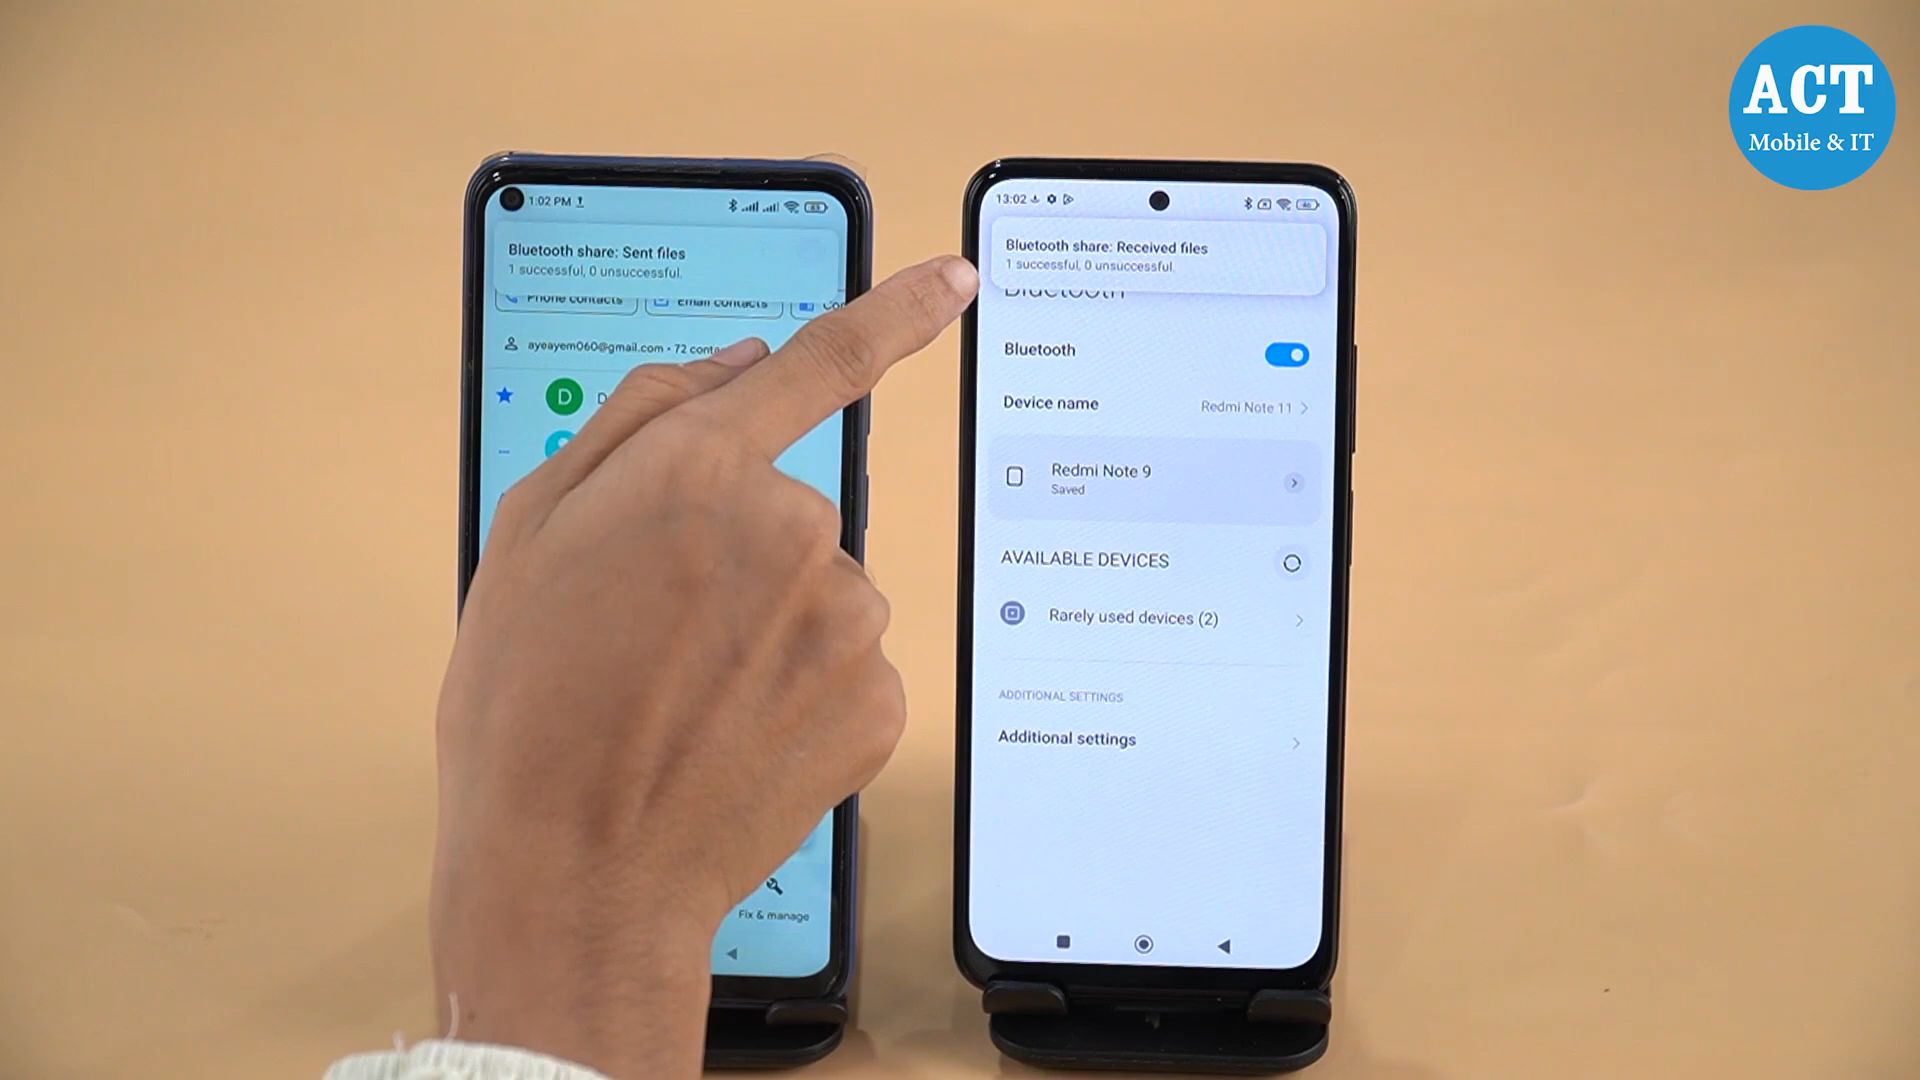 ACT
Mobile & IT
1:02 PM
83
Bluetooth share: Sent files
1 successful, 0 unsuccessful.
Phone contacts
Email contacts
ayeayem060@gmail.com • 72
D
D
Fix & manage
13:02
Bluetooth share: Received files
1 successful, 0 unsuccessful.
Bluetooth
Bluetooth
Device name
Redmi Note 11
Redmi Note 9
Saved
AVAILABLE DEVICES
Rarely used devices (2)
ADDITIONAL SETTINGS
Additional settings